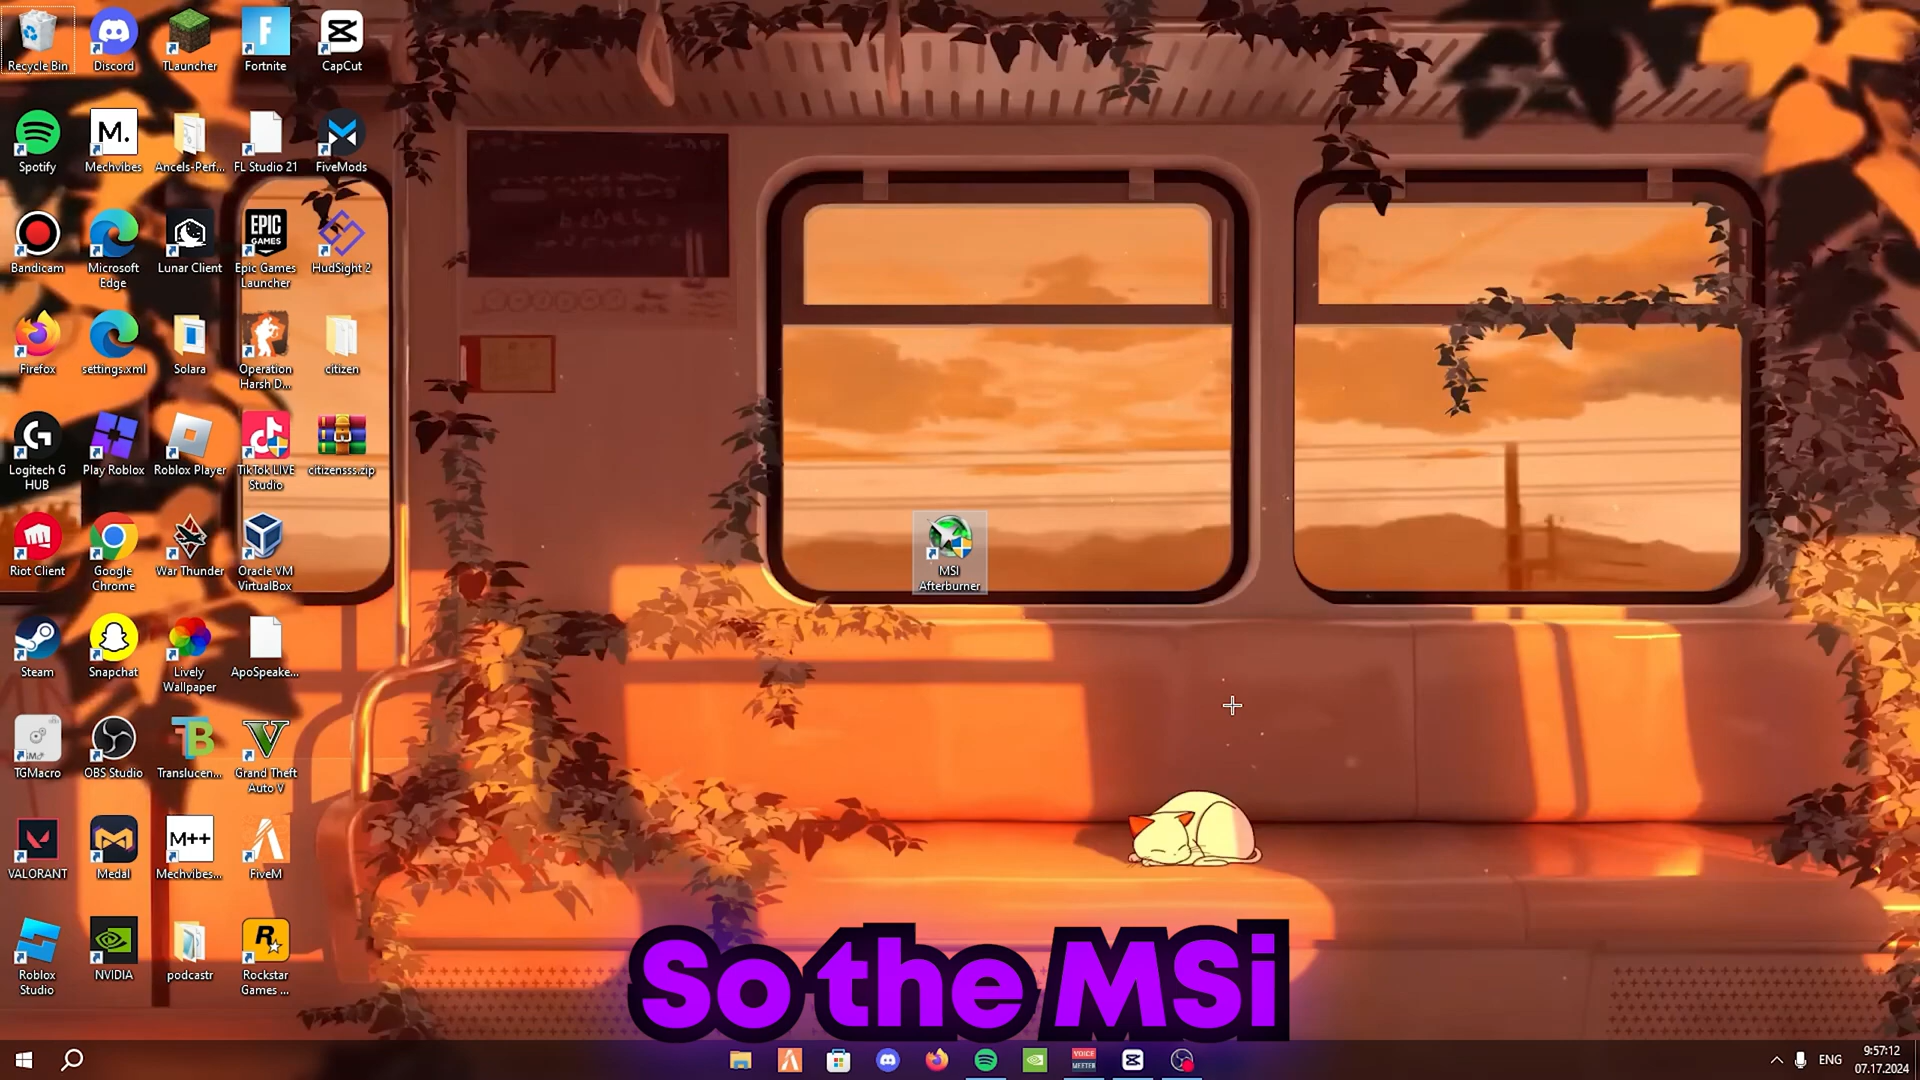 Recycle Bin
Discord
TLauncher
Fortnite
CapCut
Spotify
M.
Mechvibes
Ancels-Perf...
FL Studio 21
FiveMods
Bandicam
Microsoft
Edge
Lunar Client
EPIC
GAMES
Epic Games
Launcher
HudSight 2
Firefox
settings.xml
Solara
Operation
Harsh D...
citizen
Logitech G
HUB
Play Roblox
Roblox Player
TikTok LIVE
Studio
citizensss.zip
Riot Client
Google
Chrome
War Thunder
Oracle VM
VirtualBox
MSI
Afterburner
Steam
Snapchat
Lively
Wallpaper
ApoSpeake...
TGMacro
OBS Studio
Translucen...
Grand Theft
Auto V
VALORANT
Medal
M++
Mechvibes...
FiveM
Roblox
Studio
NVIDIA
podcastr
Rockstar
Games ...
So the MSi
VOICE
MEETER
ENG
9:57:12
07.17.2024